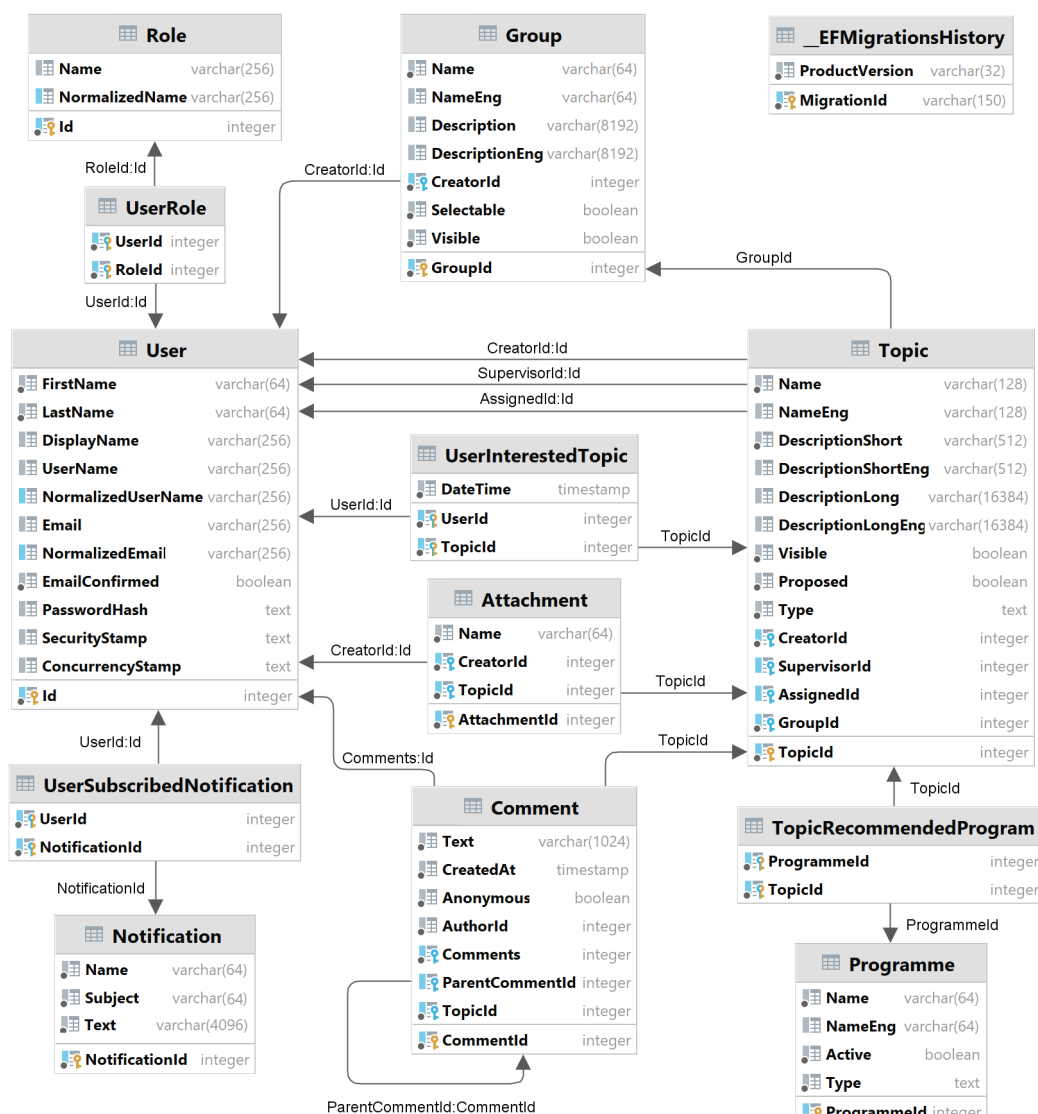 Role
Name varchar(256)
NormalizedName varchar(256)
Id integer
Group
Name varchar(64)
NameEng varchar(64)
Description varchar(8192)
DescriptionEng varchar(8192)
CreatorId integer
Selectable boolean
Visible boolean
GroupId integer
__EFMigrationsHistory
ProductVersion varchar(32)
MigrationId varchar(150)
RoleId:Id
CreatorId:Id
UserRole
UserId integer
RoleId integer
UserId:Id
GroupId
User
FirstName varchar(64)
LastName varchar(64)
DisplayName varchar(256)
UserName varchar(256)
NormalizedUserName varchar(256)
Email varchar(256)
NormalizedEmail varchar(256)
EmailConfirmed boolean
PasswordHash text
SecurityStamp text
ConcurrencyStamp text
Id integer
CreatorId:Id
SupervisorId:Id
AssignedId:Id
Topic
Name varchar(128)
NameEng varchar(128)
DescriptionShort varchar(512)
DescriptionShortEng varchar(512)
DescriptionLong varchar(16384)
DescriptionLongEng varchar(16384)
Visible boolean
Proposed boolean
Type text
CreatorId integer
SupervisorId integer
AssignedId integer
GroupId integer
TopicId integer
UserInterestedTopic
DateTime timestamp
UserId integer
TopicId integer
UserId:Id
TopicId
Attachment
Name varchar(64)
CreatorId integer
TopicId integer
AttachmentId integer
CreatorId:Id
TopicId
UserId:Id
Comments:Id
TopicId
TopicId
UserSubscribedNotification
UserId integer
NotificationId integer
NotificationId
Notification
Name varchar(64)
Subject varchar(64)
Text varchar(4096)
NotificationId integer
Comment
Text varchar(1024)
CreatedAt timestamp
Anonymous boolean
AuthorId integer
Comments integer
ParentCommentId integer
TopicId integer
CommentId integer
ParentCommentId:CommentId
TopicRecommendedProgram
ProgrammeId integer
TopicId integer
ProgrammeId
Programme
Name varchar(64)
NameEng varchar(64)
Active boolean
Type text
ProgrammeId integer